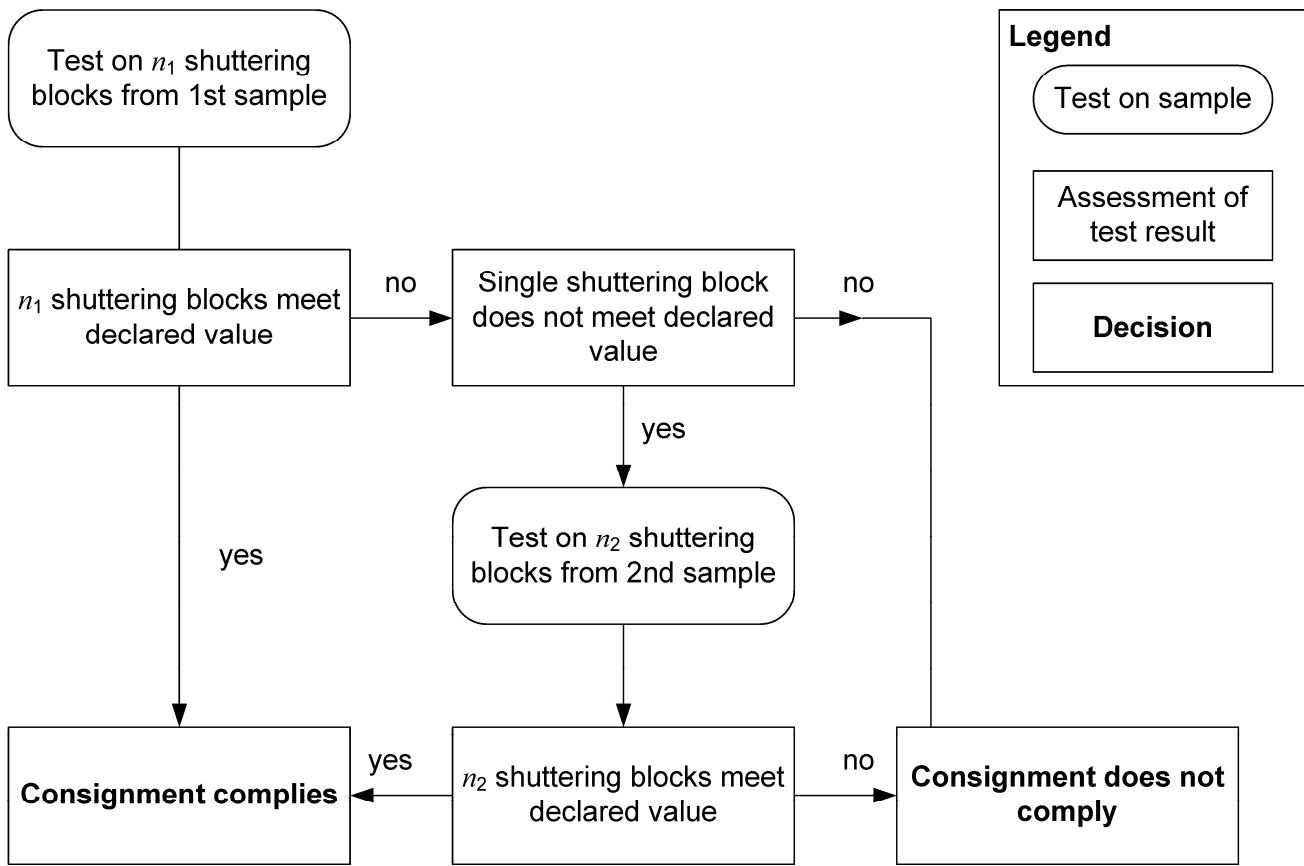 Test on n1 shuttering
blocks from 1st sample
Legend
Test on sample
Assessment of
test result
Decision
n1 shuttering blocks meet
declared value
no
Single shuttering block
does not meet declared
value
no
yes
yes
Test on n2 shuttering
blocks from 2nd sample
Consignment complies
yes
n2 shuttering blocks meet
declared value
no
Consignment does not
comply